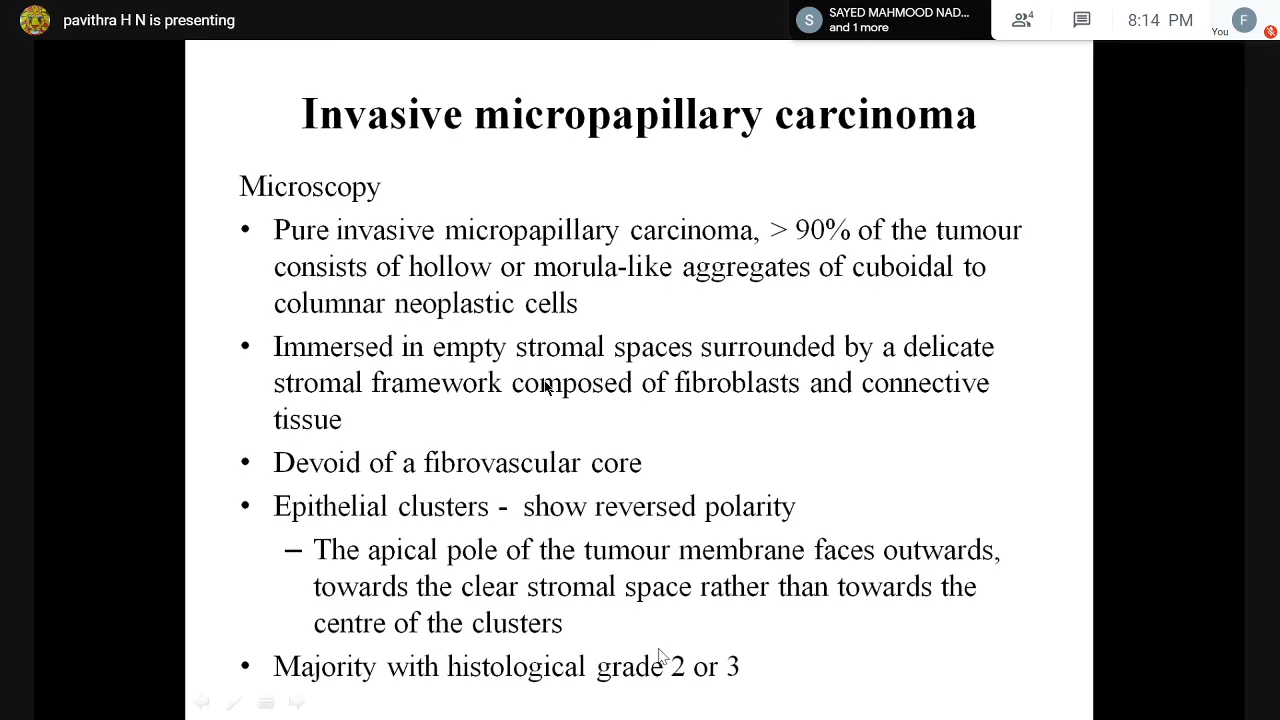 pavithra H N is presenting
S
SAYED MAHMOOD NAD...
and 1 more
4
8:14 PM
You
F
Invasive micropapillary carcinoma
Microscopy
• Pure invasive micropapillary carcinoma, > 90% of the tumour
consists of hollow or morula-like aggregates of cuboidal to
columnar neoplastic cells
• Immersed in empty stromal spaces surrounded by a delicate
stromal framework composed of fibroblasts and connective
tissue
• Devoid of a fibrovascular core
• Epithelial clusters - show reversed polarity
– The apical pole of the tumour membrane faces outwards,
towards the clear stromal space rather than towards the
centre of the clusters
• Majority with histological grade 2 or 3